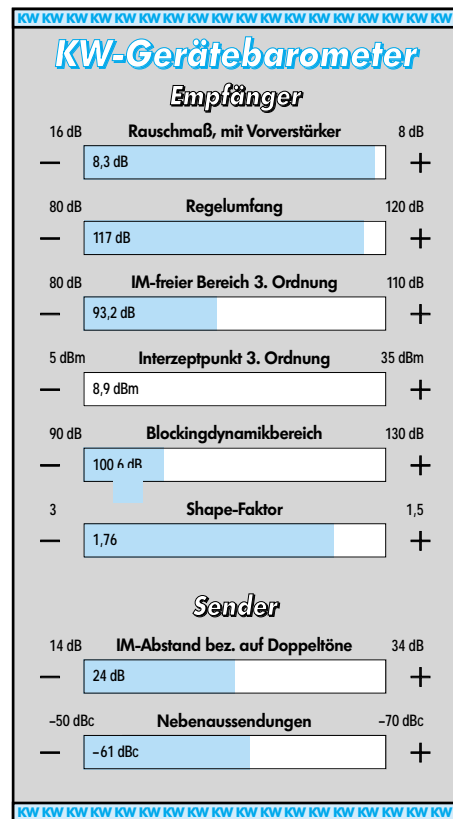 KW KW KW KW KW KW KW KW KW KW KW KW KW KW KW KW KW KW KW
KW-Gerätebarometer
Empfänger
16 dB Rauschmaß, mit Vorverstärker 8 dB
– 8,3 dB +
80 dB Regelumfang 120 dB
– 117 dB +
80 dB IM-freier Bereich 3. Ordnung 110 dB
– 93,2 dB +
5 dBm Interzeptpunkt 3. Ordnung 35 dBm
– 8,9 dBm +
90 dB Blockingdynamikbereich 130 dB
– 100,6 dB +
3 Shape-Faktor 1,5
– 1,76 +
Sender
14 dB IM-Abstand bez. auf Doppeltöne 34 dB
– 24 dB +
–50 dBc Nebenaussendungen –70 dBc
– –61 dBc +
KW KW KW KW KW KW KW KW KW KW KW KW KW KW KW KW KW KW KW